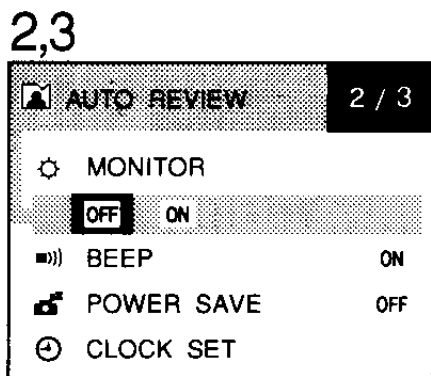 2,3
AUTO REVIEW 2 / 3
MONITOR
OFF ON
BEEP ON
POWER SAVE OFF
CLOCK SET